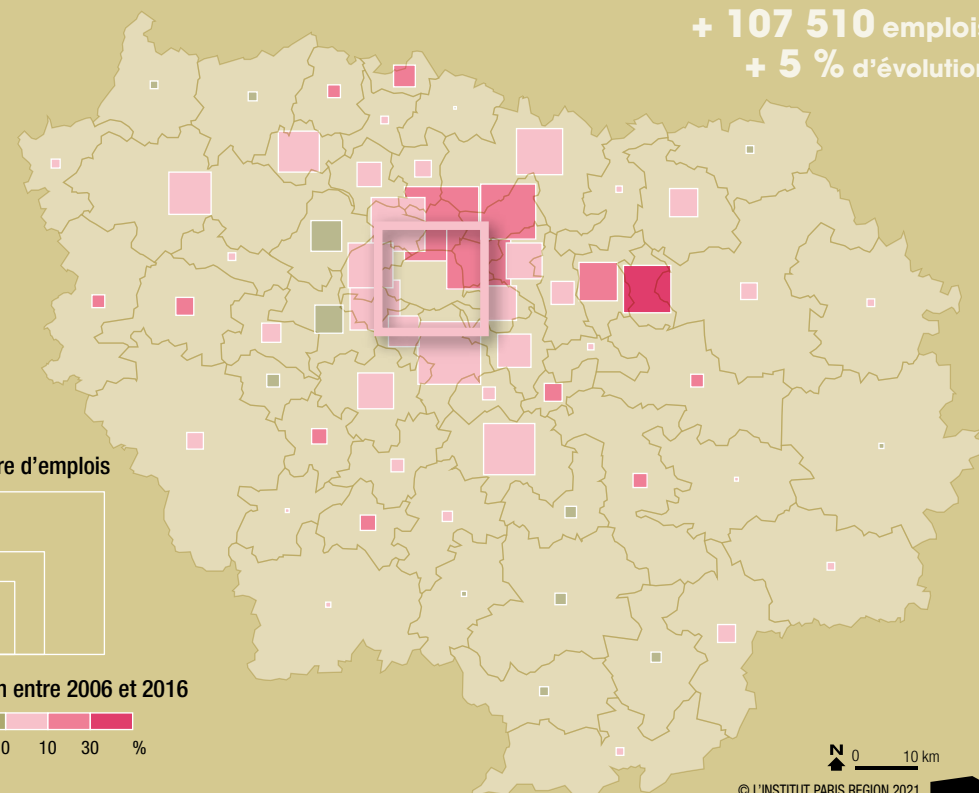 + 107 510 emplois
+ 5 % d'évolution
d'emplois
entre 2006 et 2016
0 10 30 %
N 0 10 km
© L'INSTITUT PARIS REGION 2021